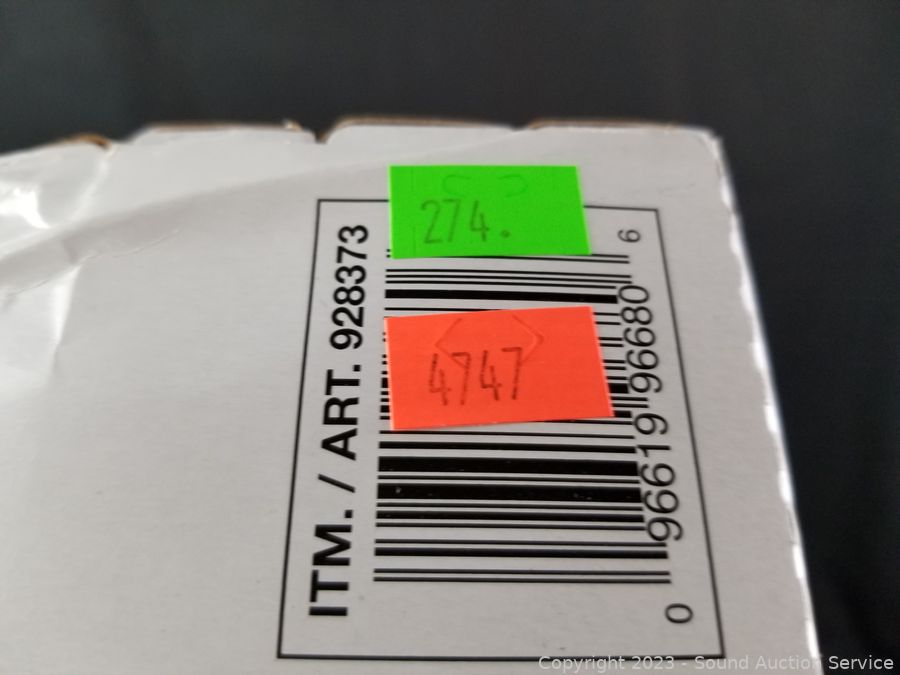 274.
4747
ITM. / ART. 928373
0 96619 96680 6
Copyright 2023 - Sound Auction Service